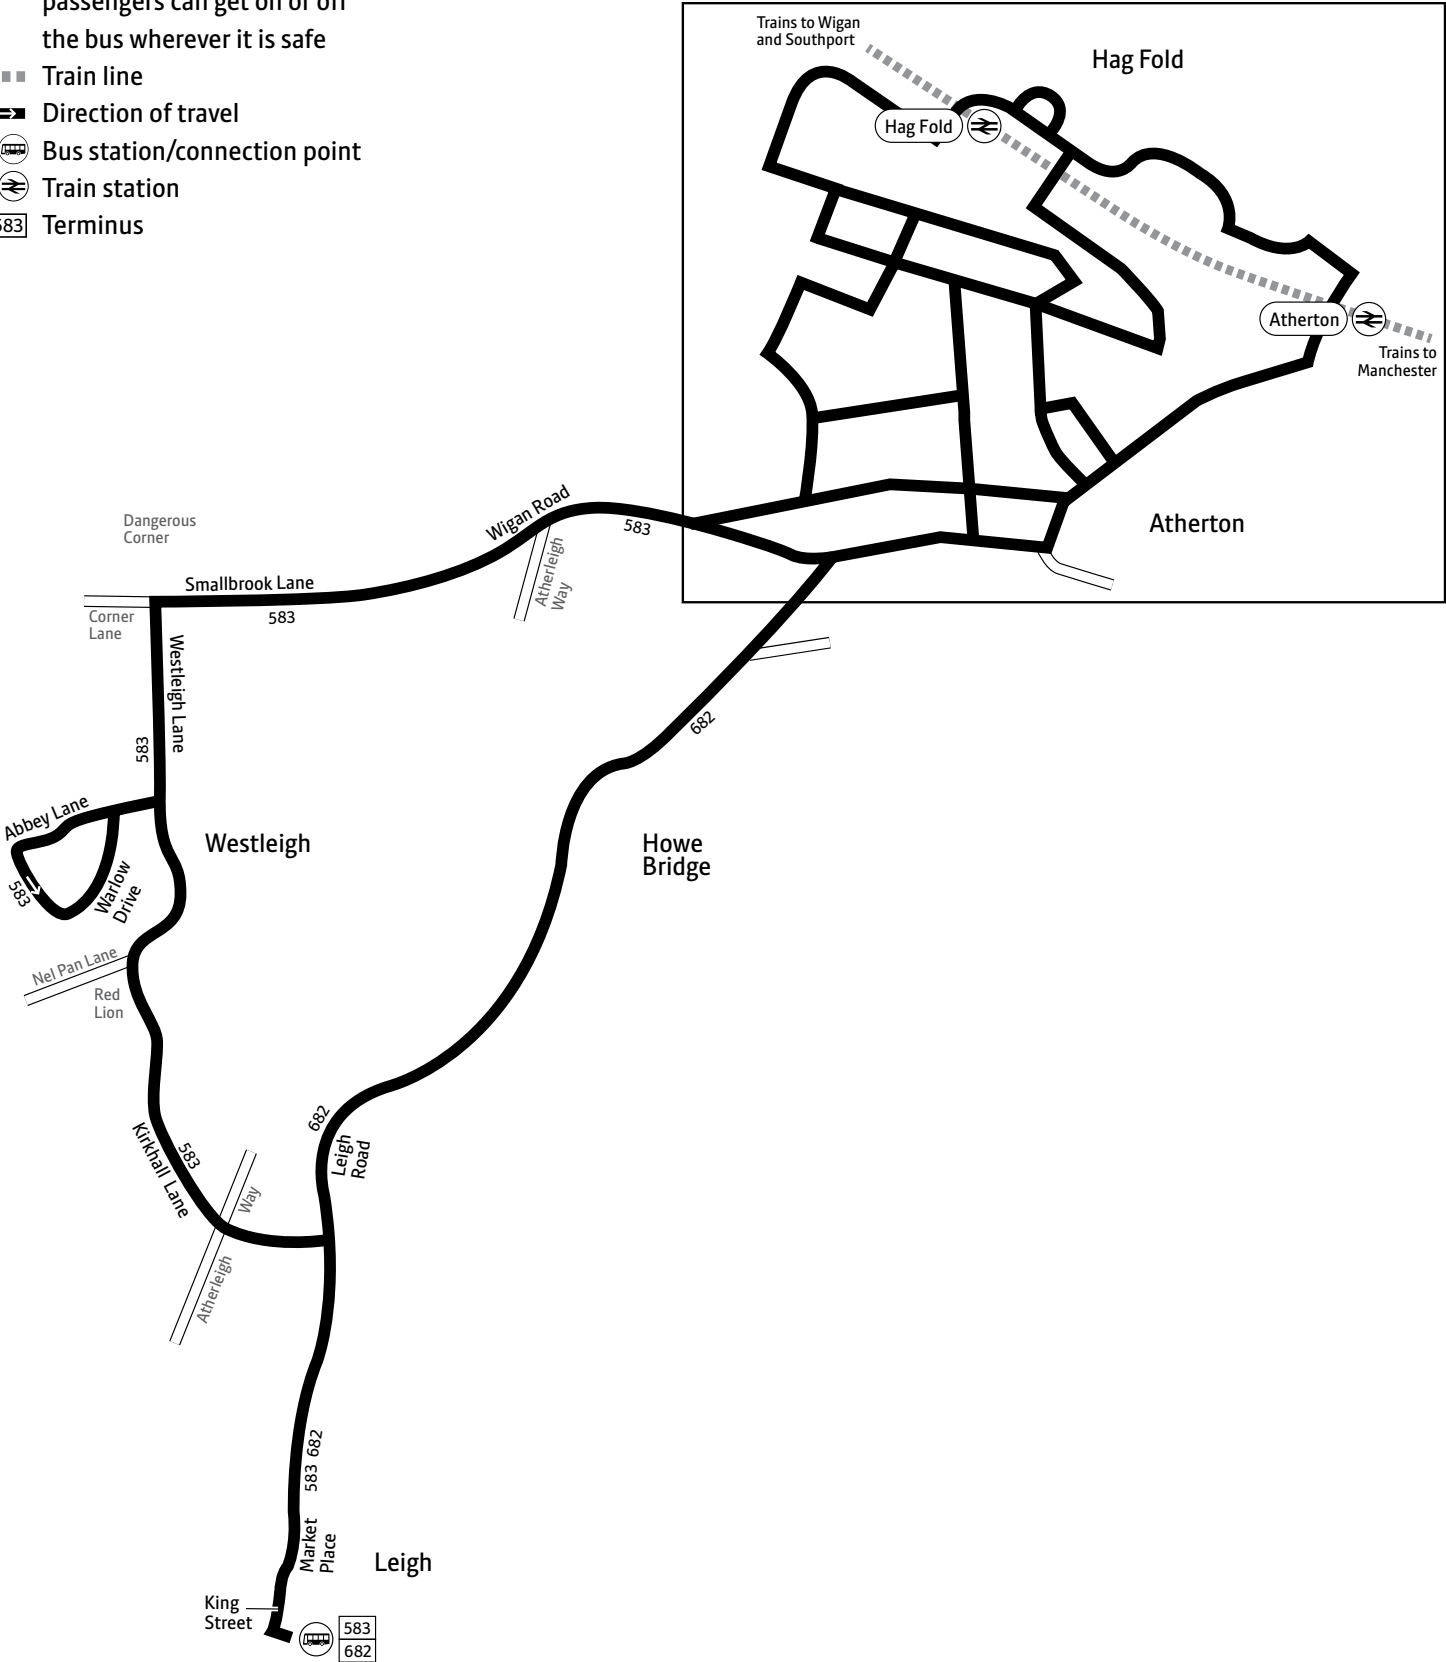 passengers can get on or off
the bus wherever it is safe
Train line
Direction of travel
Bus station/connection point
Train station
583 Terminus
Trains to Wigan
and Southport
Hag Fold
Hag Fold
Atherton
Trains to
Manchester
Atherton
Dangerous
Corner
Wigan Road
583
Atherleigh
Way
Smallbrook Lane
583
Corner
Lane
Westleigh Lane
583
682
Abbey Lane
Westleigh
Howe
Bridge
583
Warlow
Drive
Nel Pan Lane
Red
Lion
682
Leigh
Road
Kirkhall Lane
583
Atherleigh
Way
583 682
Market
Place
Leigh
King
Street
583
682